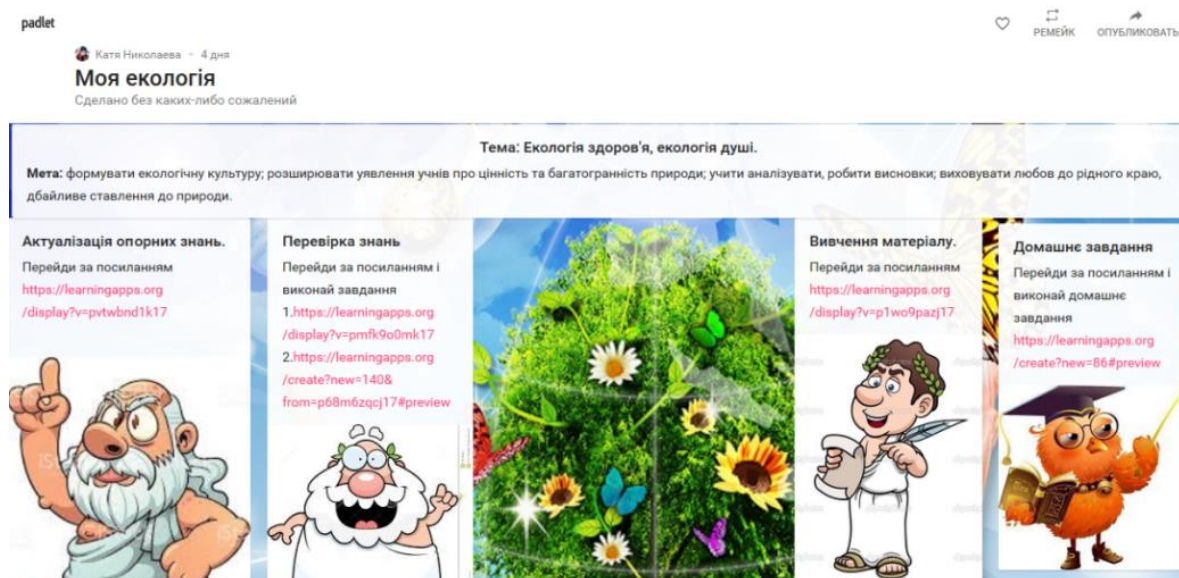 padlet
РЕМЕЙК
ОПУБЛИКОВАТЬ
Катя Николаева - 4 дня
Моя екологія
Сделано без каких-либо сожалений
Тема: Екологія здоров'я, екологія душі.
Мета: формувати екологічну культуру; розширювати уявлення учнів про цінність та багатогранність природи; учити аналізувати, робити висновки; виховувати любов до рідного краю,
дбайливе ставлення до природи.
Актуалізація опорних знань.
Перейди за посиланням
https://learningapps.org
/display?v=pvtwbnd1k17
Перевірка знань
Перейди за посиланням і
виконай завдання
1.https://learningapps.org
/display?v=pmfk9o0mk17
2.https://learningapps.org
/create?new=140&
from=p68m6zqcj17#preview
Вивчення матеріалу.
Перейди за посиланням
https://learningapps.org
/display?v=p1wo9pazj17
Домашнє завдання
Перейди за посиланням і
виконай домашнє
завдання
https://learningapps.org
/create?new=86#preview